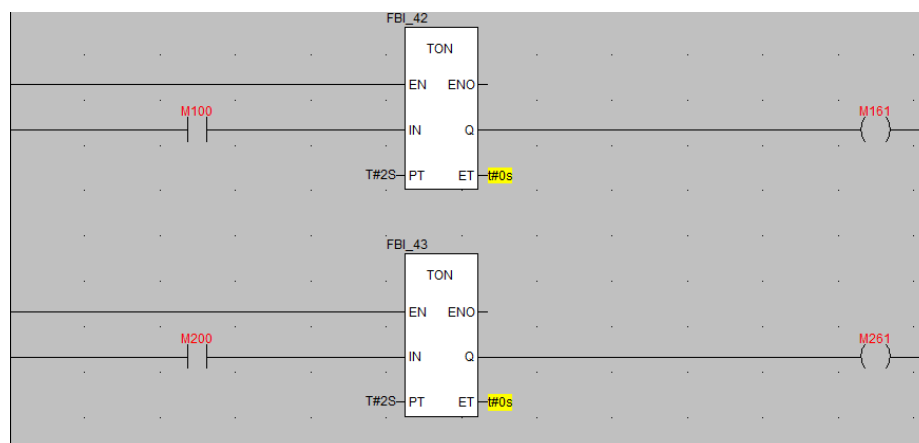 FBI_42
TON
EN ENO
M100 M161
IN Q
T#2S PT ET t#0s
FBI_43
TON
EN ENO
M200 M261
IN Q
T#2S PT ET t#0s